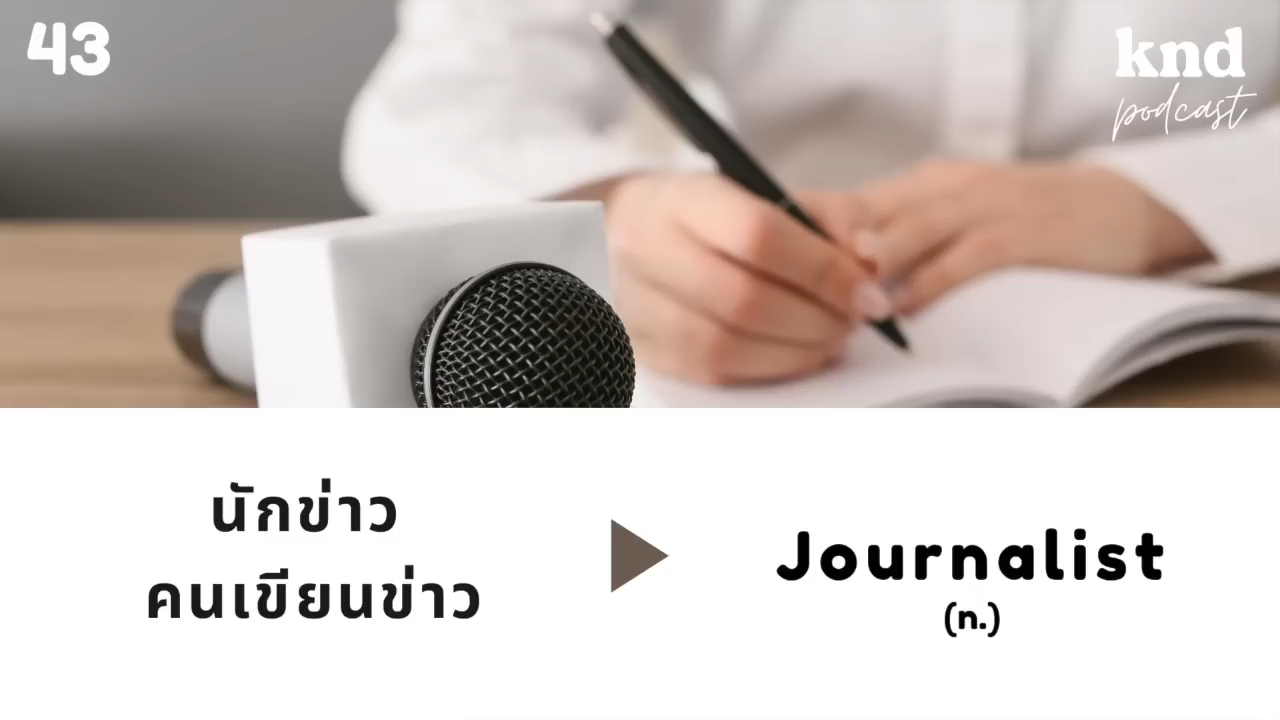 43
knd
podcast
นักข่าว
คนเขียนข่าว
Journalist
(n.)